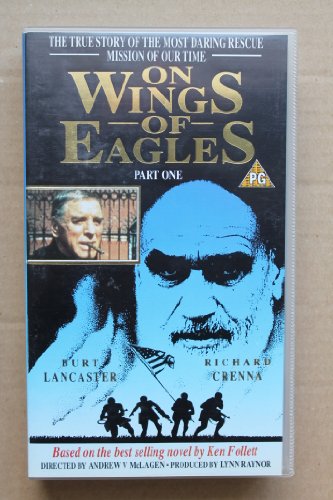 THE TRUE STORY OF THE MOST DARING RESCUE
MISSION OF OUR TIME
ON
WINGS
OF
EAGLES
PART ONE
PG
BURT
LANCASTER
RICHARD
CRENNA
Based on the best selling novel by Ken Follett
DIRECTED BY ANDREW V McLAGEN • PRODUCED BY LYNN RAYNOR